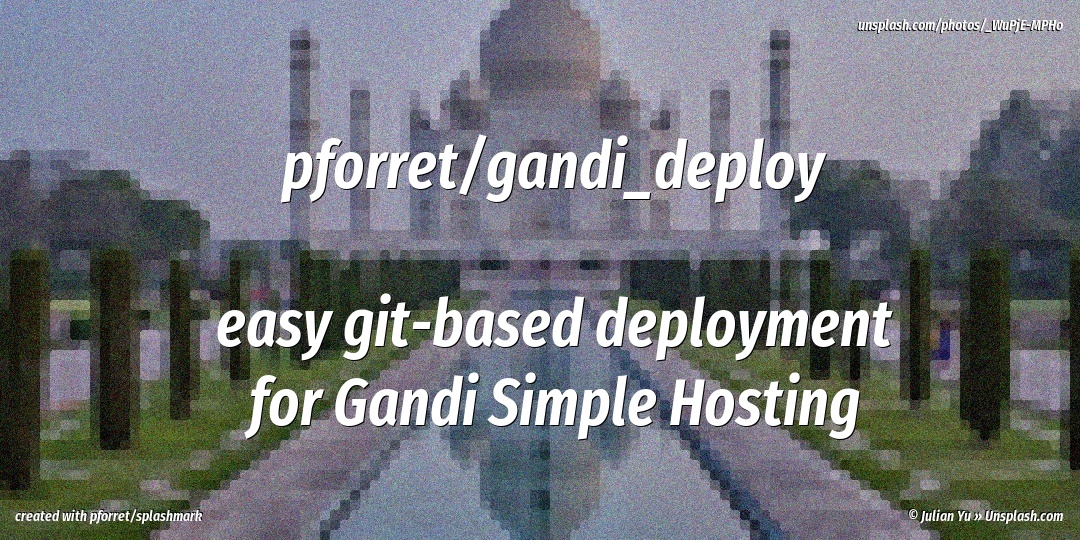 unsplash.com/photos/_WuPjE-MPHo
pforret/gandi_deploy
easy git-based deployment
for Gandi Simple Hosting
created with pforret/splashmark
© Julian Yu » Unsplash.com